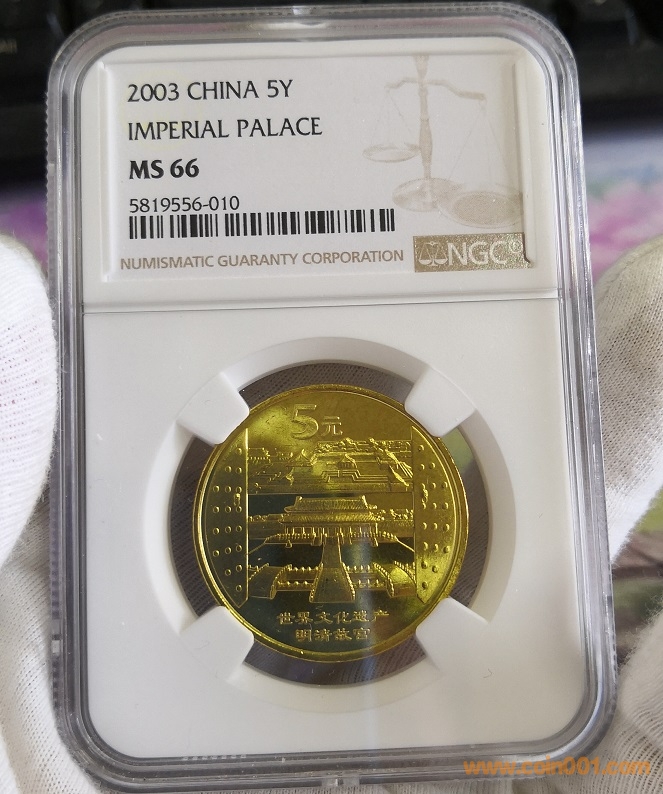 2003 CHINA 5Y
IMPERIAL PALACE
MS 66
5819556-010
NUMISMATIC GUARANTY CORPORATION
NGC®
5元
世界文化遗产
明清故宫
www.coin001.com